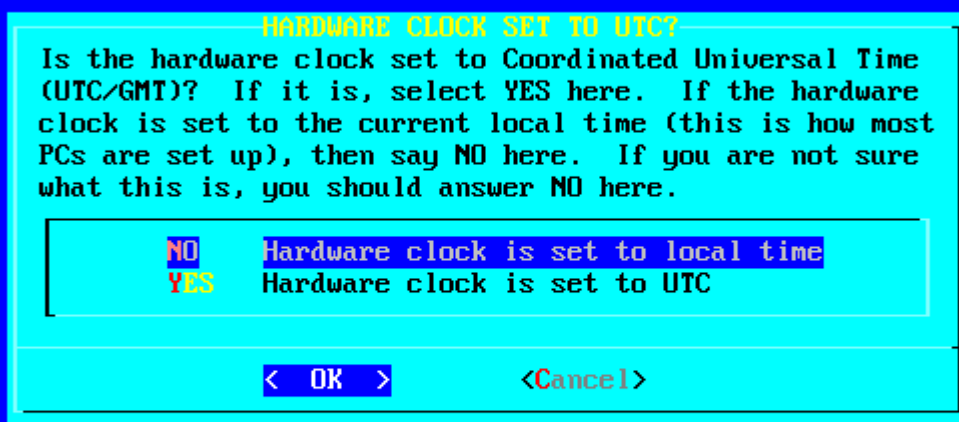 HARDWARE CLOCK SET TO UTC?
Is the hardware clock set to Coordinated Universal Time
(UTC/GMT)?  If it is, select YES here.  If the hardware
clock is set to the current local time (this is how most
PCs are set up), then say NO here.  If you are not sure
what this is, you should answer NO here.
NO Hardware clock is set to local time
YES Hardware clock is set to UTC
< OK > <Cancel>